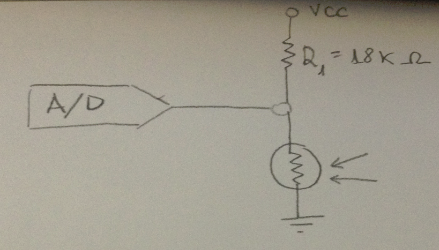 VCC
R₁ = 18K Ω
A/D